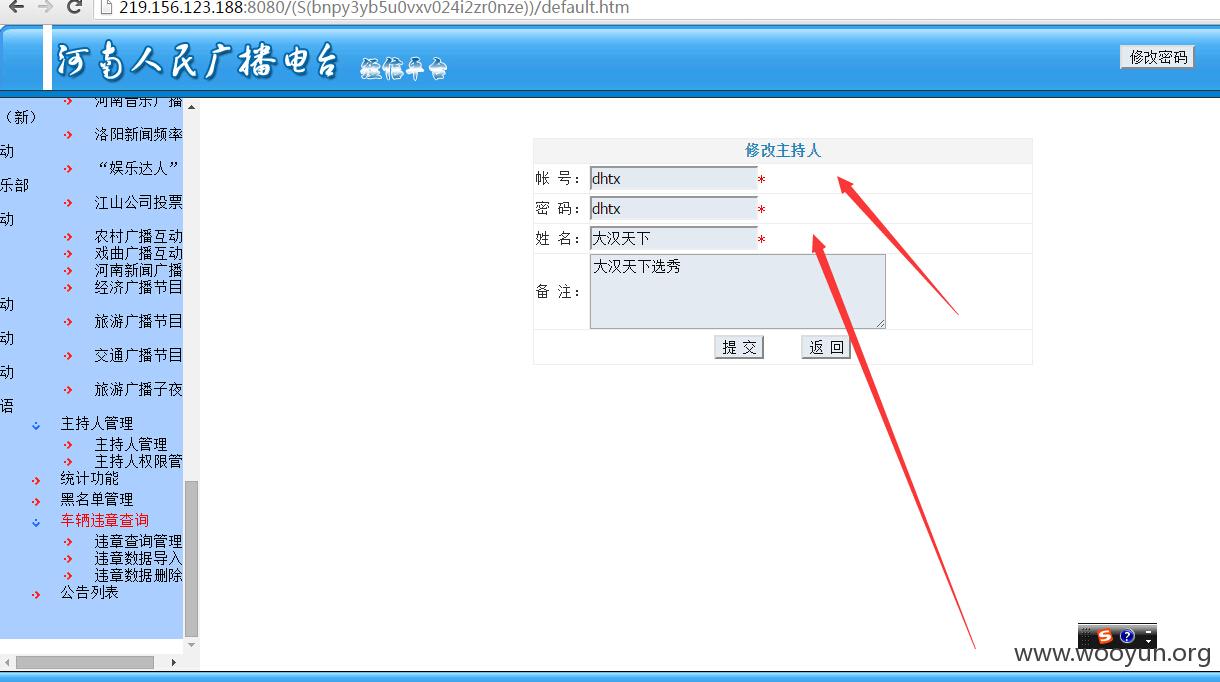 219.156.123.188:8080/(S(bnpy3yb5u0vxv024i2zr0nze))/default.htm
河南人民广播电台 短信平台
修改密码
河南音乐广播
（新）
洛阳新闻频率
动
“娱乐达人”
乐部
江山公司投票
动
农村广播互动
戏曲广播互动
河南新闻广播
经济广播节目
动
旅游广播节目
动
交通广播节目
动
旅游广播子夜
语
主持人管理
主持人管理
主持人权限管
统计功能
黑名单管理
车辆违章查询
违章查询管理
违章数据导入
违章数据删除
公告列表
修改主持人
帐 号： dhtx *
密 码： dhtx *
姓 名： 大汉天下 *
备 注： 大汉天下选秀
提 交 返 回
www.wooyun.org